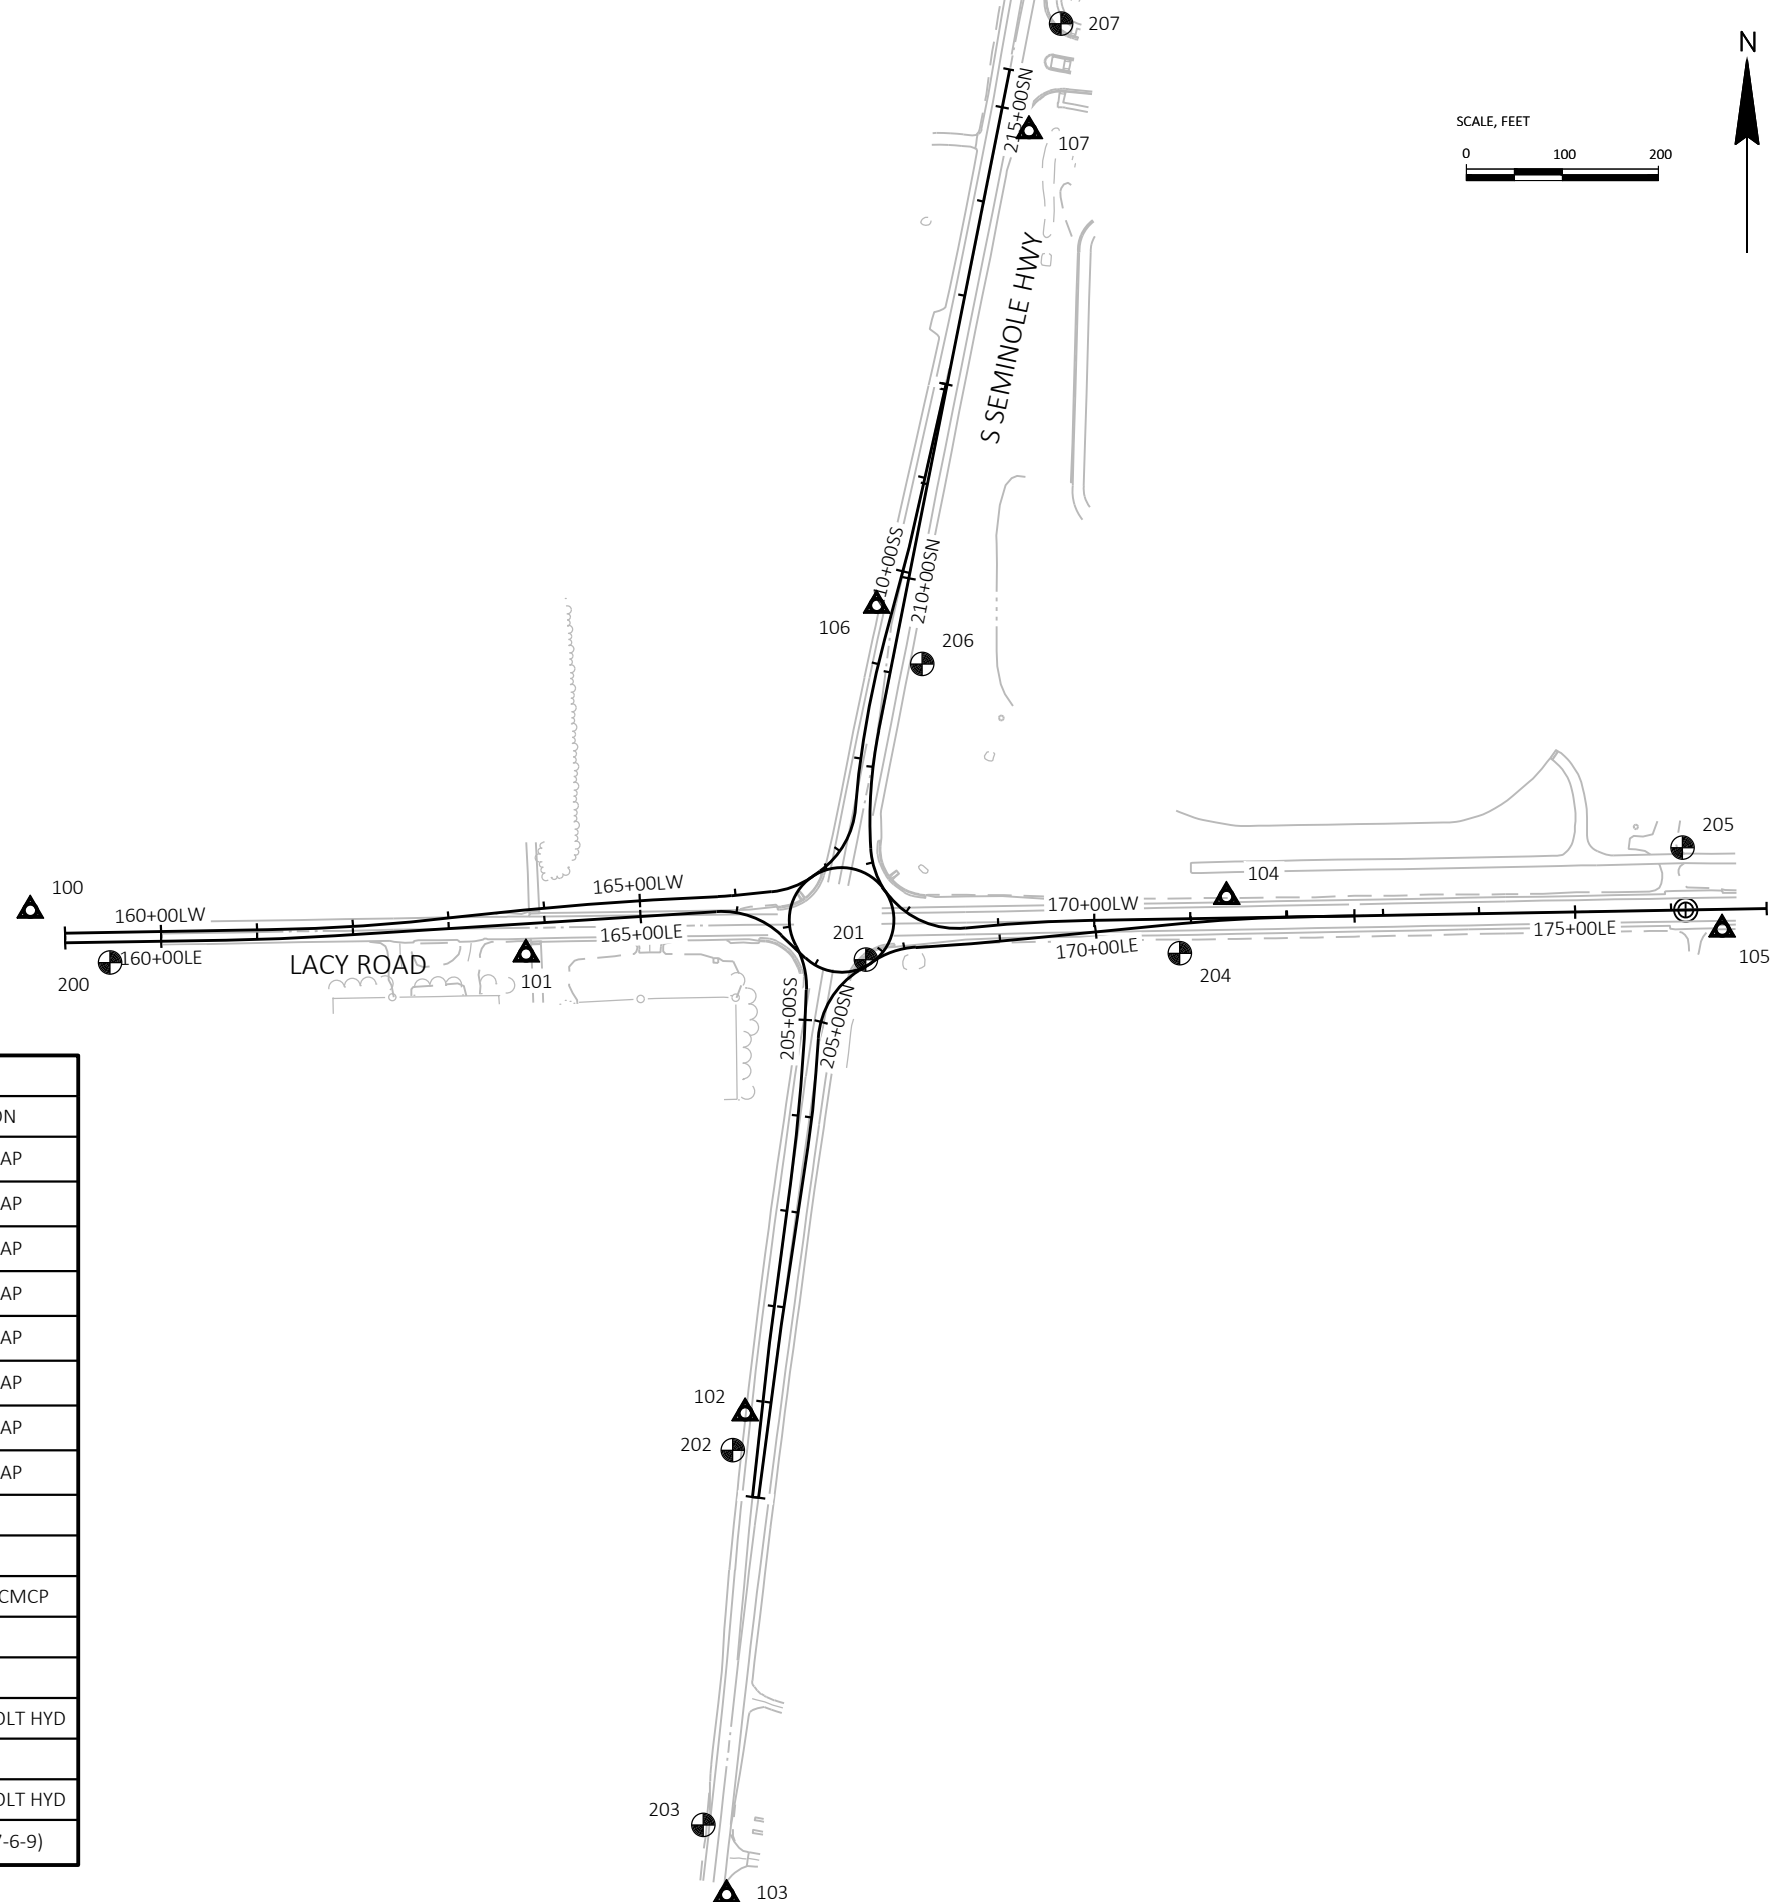 207
N
SCALE, FEET
0 100 200
215+00SN
107
S SEMINOLE HWY
10+00SS
210+00SN
106
206
205
100
104
165+00LW
160+00LW
170+00LW
201
165+00LE
175+00LE
160+00LE
LACY ROAD
170+00LE
105
200
101
204
205+00SS
205+00SN
ON
AP
AP
AP
AP
AP
AP
AP
AP
CMCP
OLT HYD
OLT HYD
7-6-9)
102
202
203
103